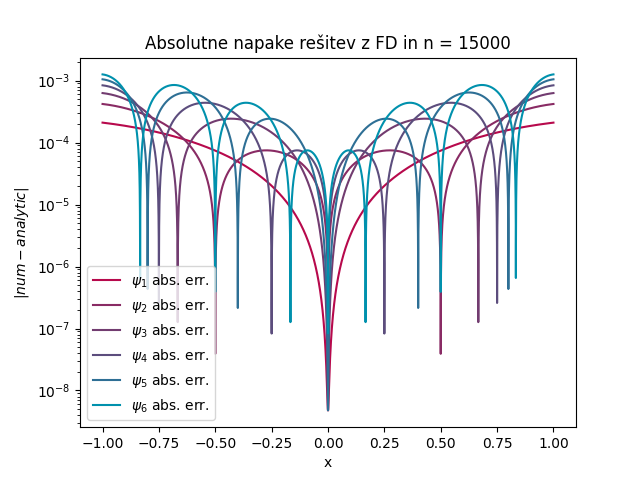 Absolutne napake rešitev z FD in n = 15000
|num − analytic|
10⁻³
10⁻⁴
10⁻⁵
10⁻⁶
10⁻⁷
10⁻⁸
ψ₁ abs. err.
ψ₂ abs. err.
ψ₃ abs. err.
ψ₄ abs. err.
ψ₅ abs. err.
ψ₆ abs. err.
−1.00 −0.75 −0.50 −0.25 0.00 0.25 0.50 0.75 1.00
x